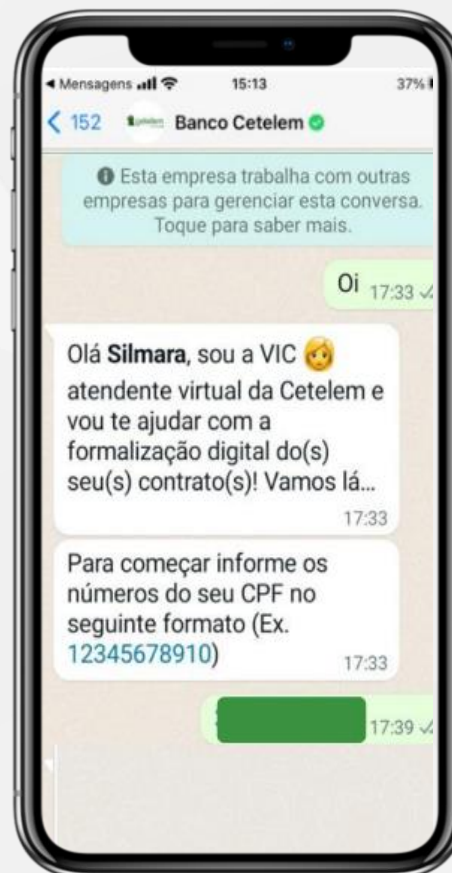 Mensagens 15:13 37%
152 Banco Cetelem
Esta empresa trabalha com outras
empresas para gerenciar esta conversa.
Toque para saber mais.
Oi 17:33
Olá Silmara, sou a VIC
atendente virtual da Cetelem e
vou te ajudar com a
formalização digital do(s)
seu(s) contrato(s)! Vamos lá...
17:33
Para começar informe os
números do seu CPF no
seguinte formato (Ex.
12345678910) 17:33
17:39